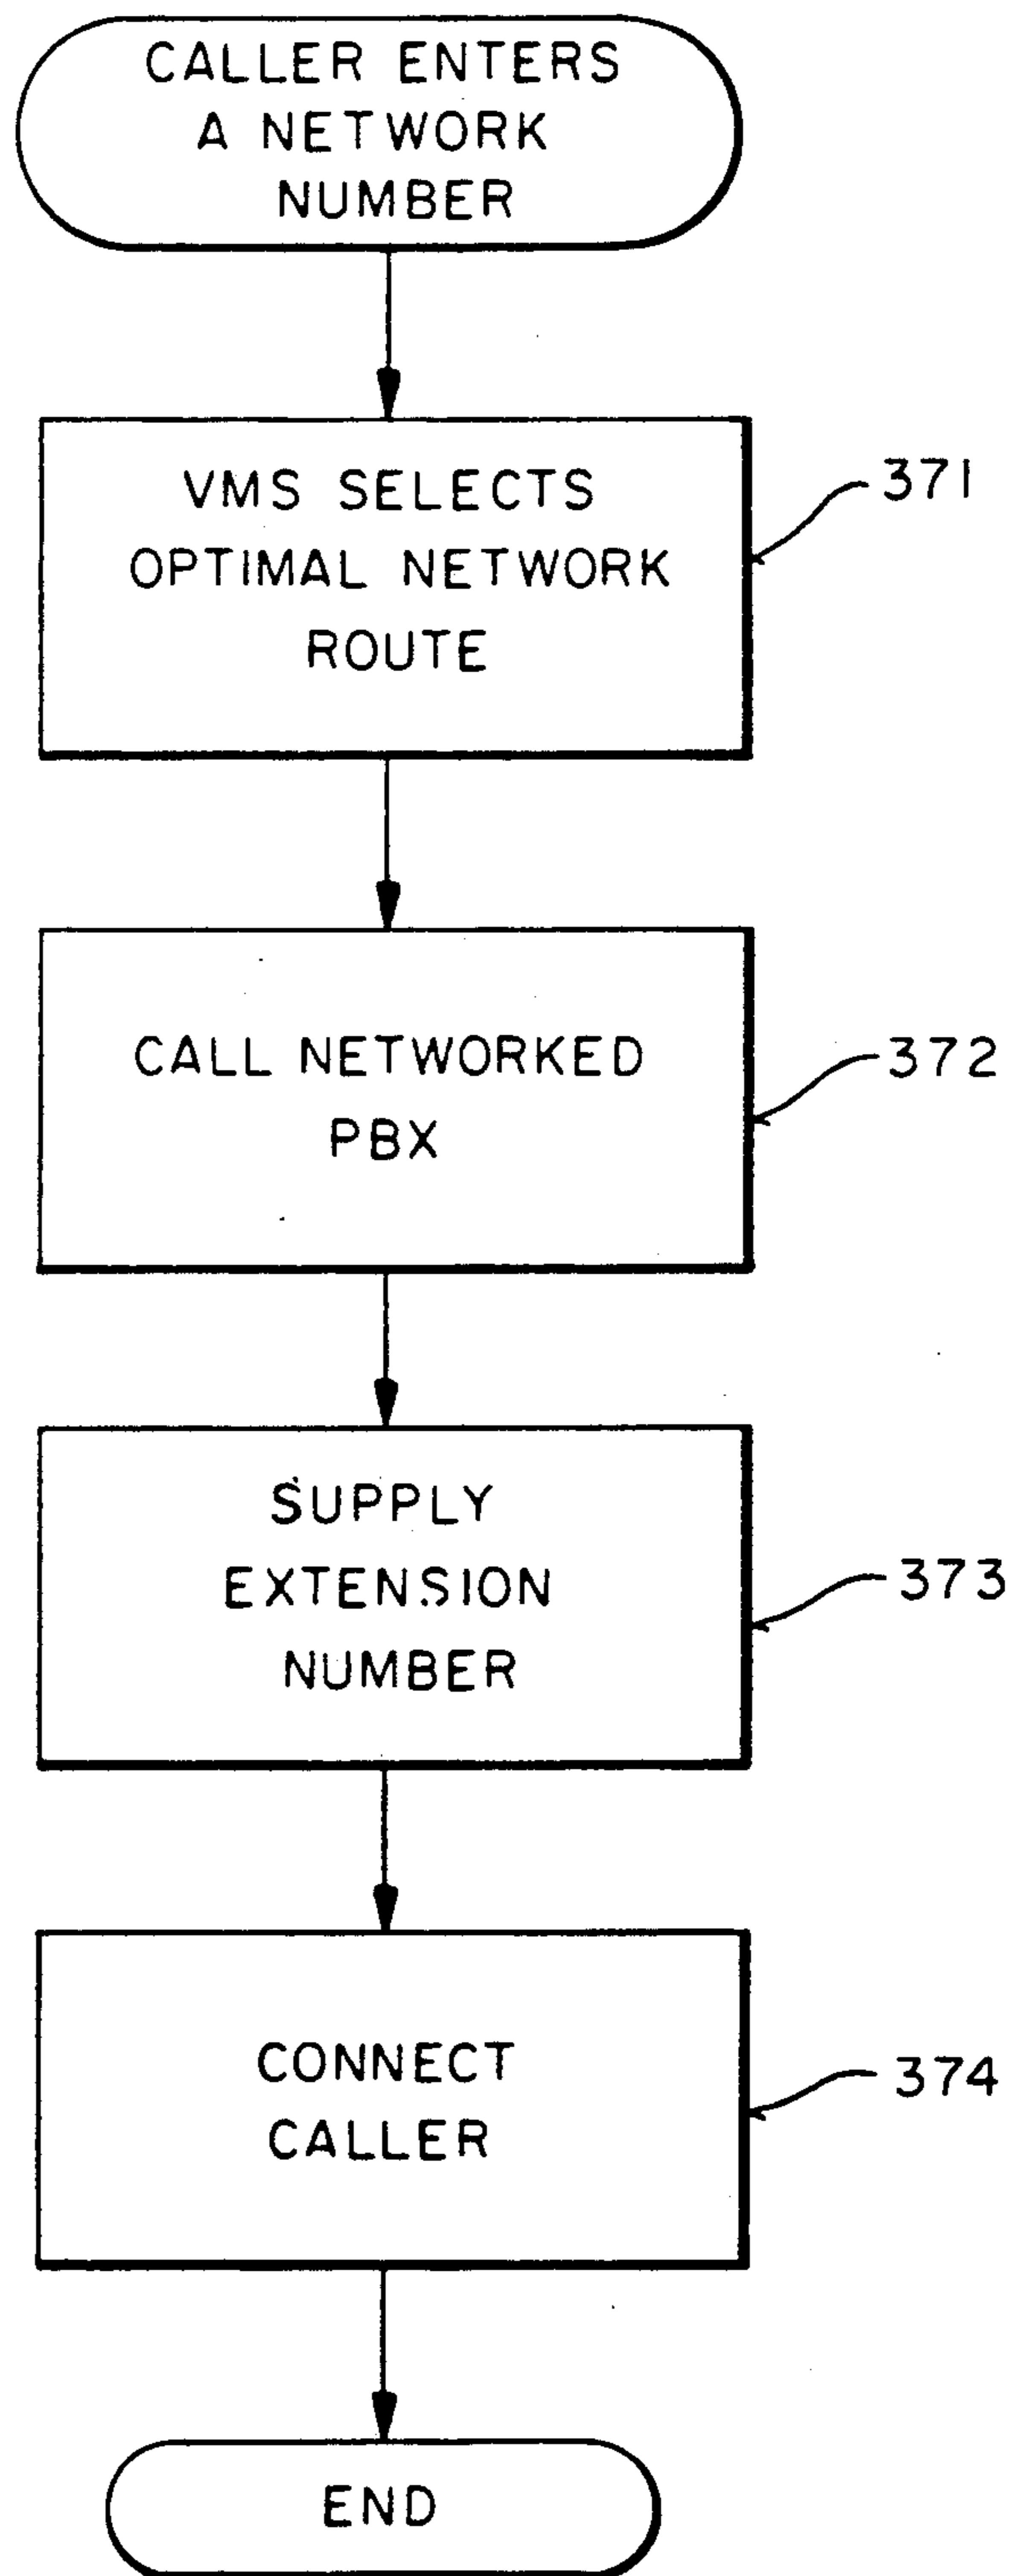 CALLER ENTERS
A NETWORK
NUMBER
VMS SELECTS
OPTIMAL NETWORK
ROUTE
371
CALL NETWORKED
PBX
372
SUPPLY
EXTENSION
NUMBER
373
CONNECT
CALLER
374
END